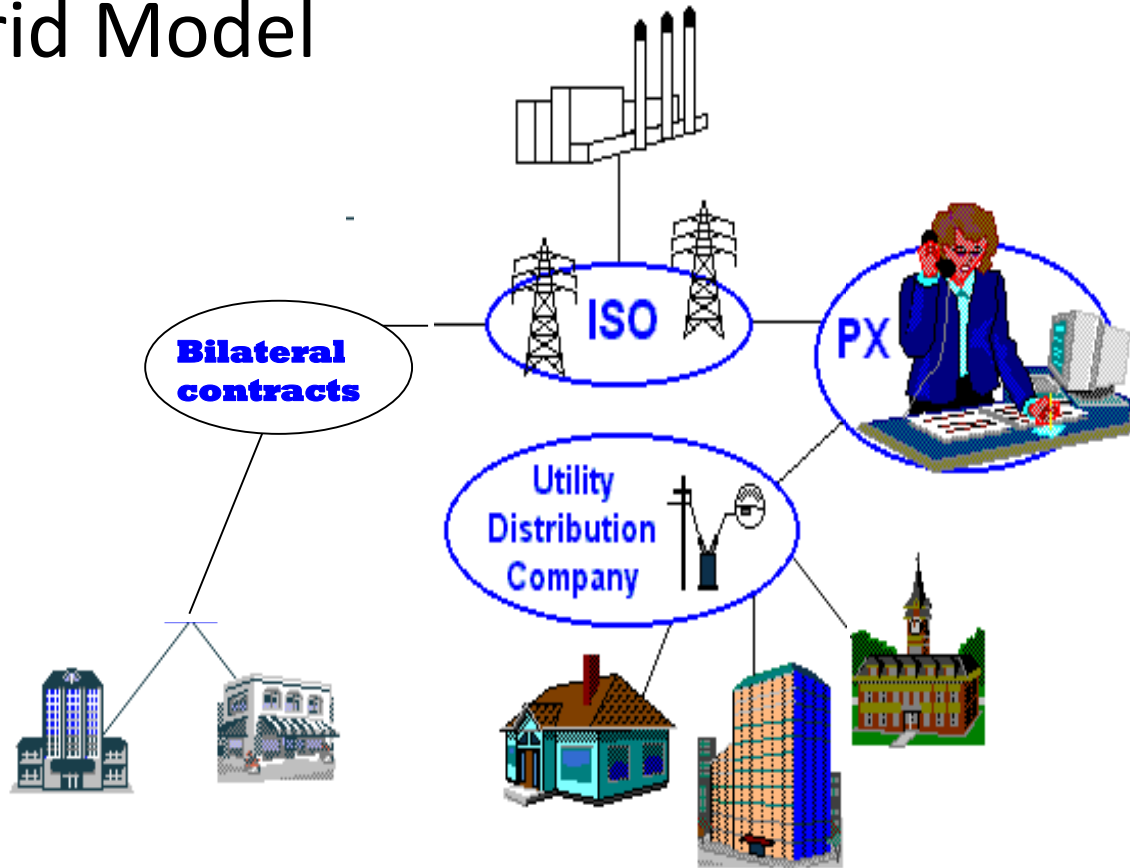 rid Model
ISO
PX
Bilateral
contracts
Utility
Distribution
Company